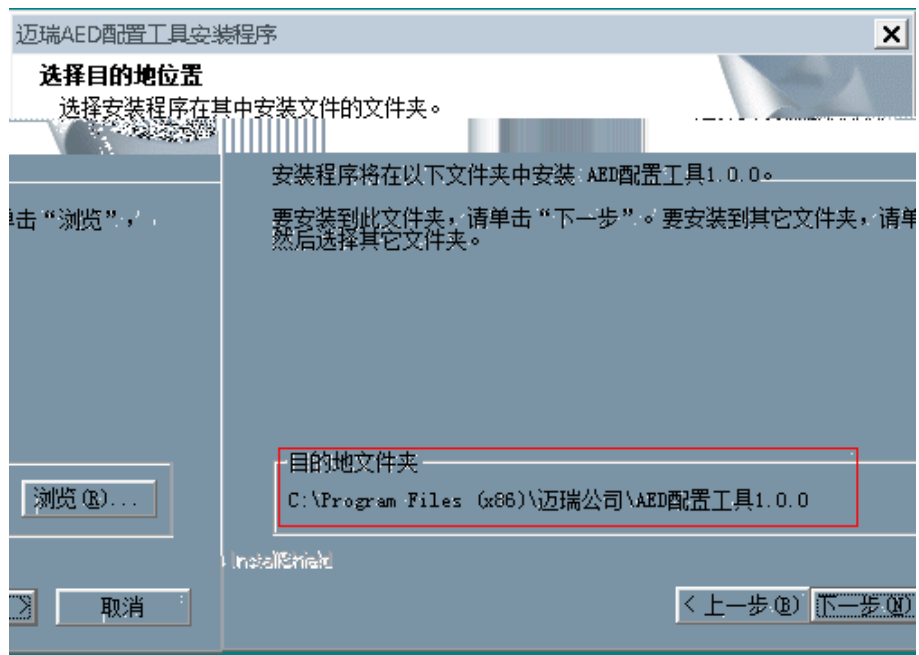 迈瑞AED配置工具安装程序
选择目的地位置
选择安装程序在其中安装文件的文件夹。
安装程序将在以下文件夹中安装 AED配置工具1.0.0。
单击“浏览”，
要安装到此文件夹，请单击“下一步”。要安装到其它文件夹，请单
然后选择其它文件夹。
目的地文件夹
浏览(R)...
C:\Program Files (x86)\迈瑞公司\AED配置工具1.0.0
InstallShield
>
取消
< 上一步(B)
下一步(N)